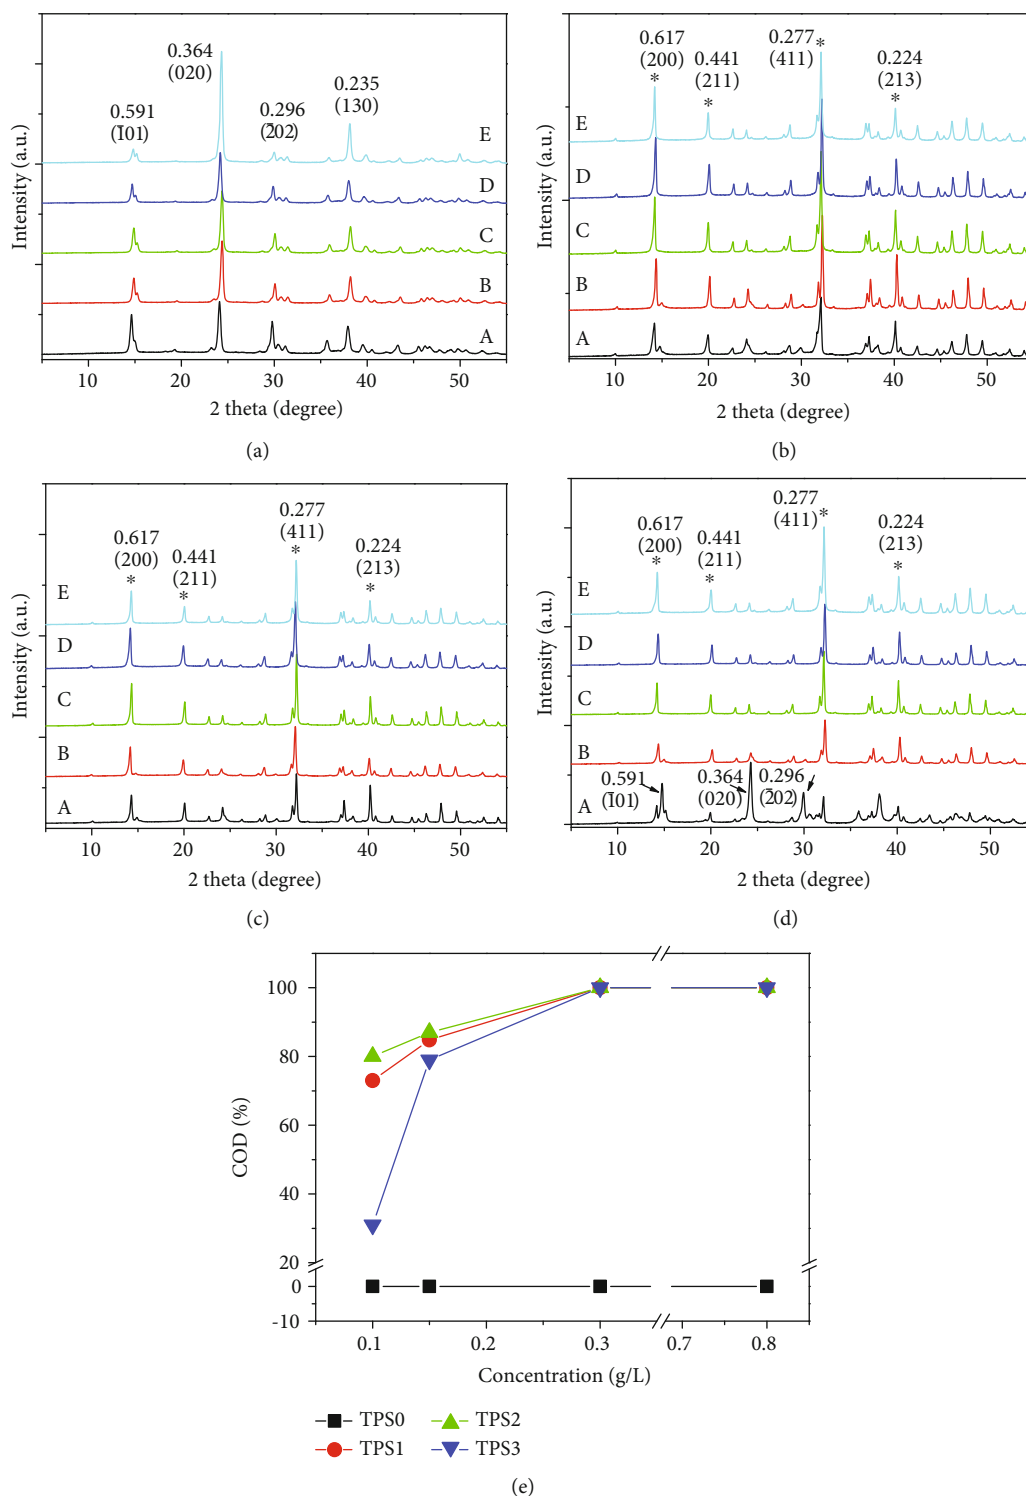 0.364
(020)
0.591
(1̄01)
0.296
(2̄02)
0.235
(130)
E
D
C
B
A
Intensity (a.u.)
10 20 30 40 50
2 theta (degree)
(a)
0.617
(200)
0.441
(211)
0.277
(411)
0.224
(213)
*
*
*
*
E
D
C
B
A
Intensity (a.u.)
10 20 30 40 50
2 theta (degree)
(b)
0.617
(200)
0.441
(211)
0.277
(411)
0.224
(213)
*
*
*
*
E
D
C
B
A
Intensity (a.u.)
10 20 30 40 50
2 theta (degree)
(c)
0.617
(200)
0.441
(211)
0.277
(411)
0.224
(213)
*
*
*
*
E
D
C
B
A
0.591
(1̄01)
0.364
(020)
0.296
(2̄02)
Intensity (a.u.)
10 20 30 40 50
2 theta (degree)
(d)
100
80
60
40
20
0
-10
COD (%)
0.1 0.2 0.3 0.7 0.8
Concentration (g/L)
TPS0 TPS2
TPS1 TPS3
(e)